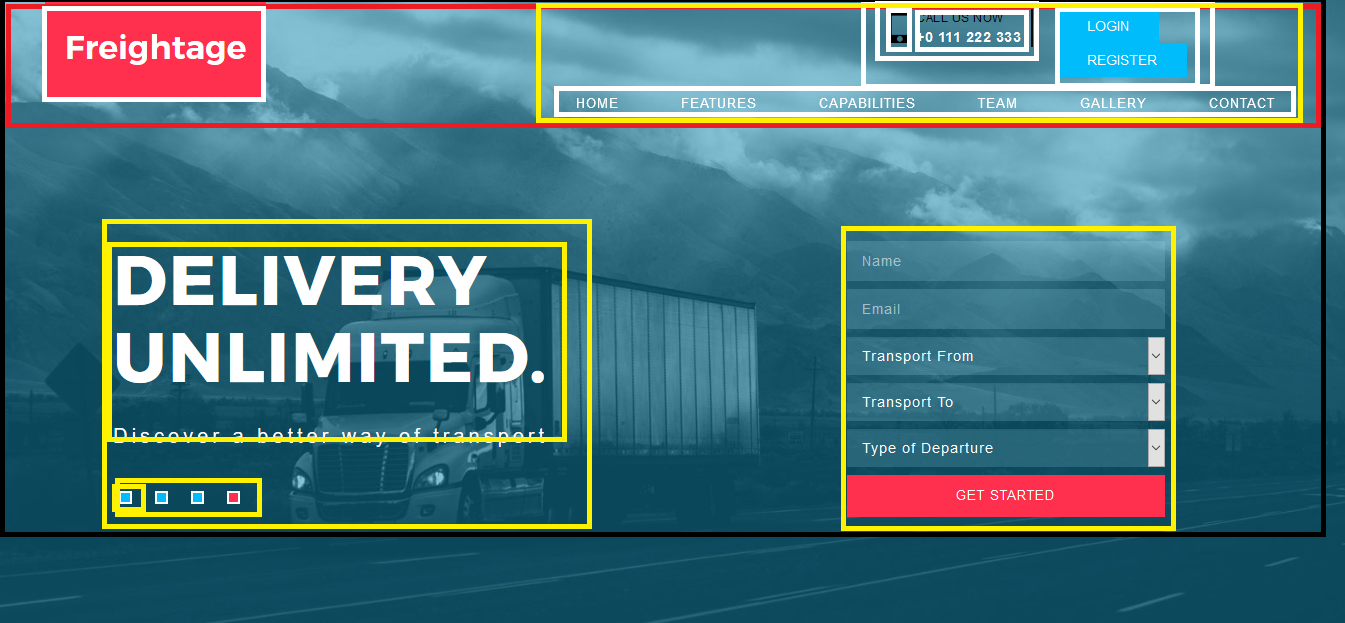 Freightage
CALL US NOW
+0 111 222 333
LOGIN
REGISTER
HOME FEATURES CAPABILITIES TEAM GALLERY CONTACT
DELIVERY
UNLIMITED.
Discover a better way of transport
Name
Email
Transport From
Transport To
Type of Departure
GET STARTED